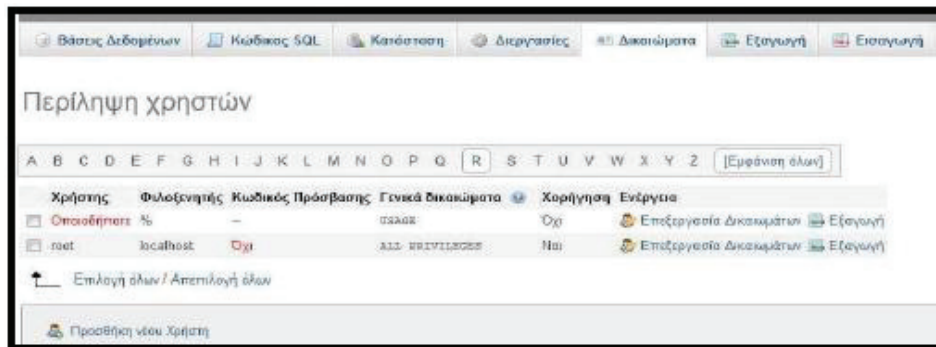 Βάσεις Δεδομένων Κώδικας SQL Κατάσταση Διεργασίες Δικαιώματα Εξαγωγή Εισαγωγή
Περίληψη χρηστών
A B C D E F G H I J K L M N O P Q R S T U V W X Y Z [Εμφάνιση όλων]
Χρήστης Φιλοξενητής Κωδικός Πρόσβασης Γενικά δικαιώματα Χορήγηση Ενέργεια
Οποιοδήποτε % -- USAGE Όχι Επεξεργασία Δικαιωμάτων Εξαγωγή
root localhost Όχι ALL PRIVILEGES Ναι Επεξεργασία Δικαιωμάτων Εξαγωγή
Επιλογή όλων / Απεπιλογή όλων
Προσθήκη νέου Χρήστη